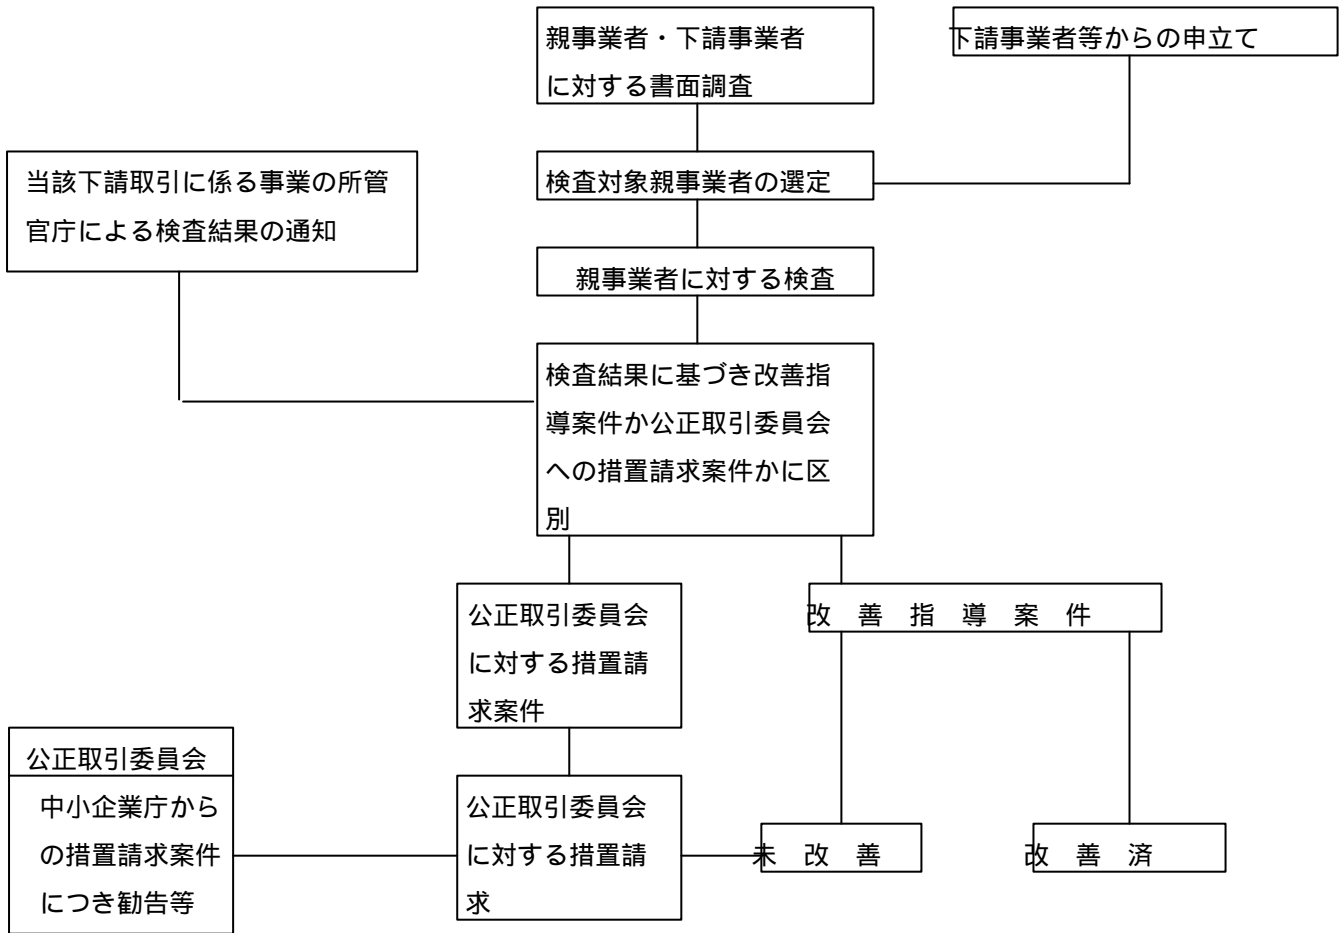 親事業者・下請事業者
に対する書面調査
下請事業者等からの申立て
当該下請取引に係る事業の所管
官庁による検査結果の通知
検査対象親事業者の選定
親事業者に対する検査
検査結果に基づき改善指
導案件か公正取引委員会
への措置請求案件かに区
別
公正取引委員会
に対する措置請
求案件
改 善 指 導 案 件
公正取引委員会
中小企業庁から
の措置請求案件
につき勧告等
公正取引委員会
に対する措置請
求
未 改 善
改 善 済